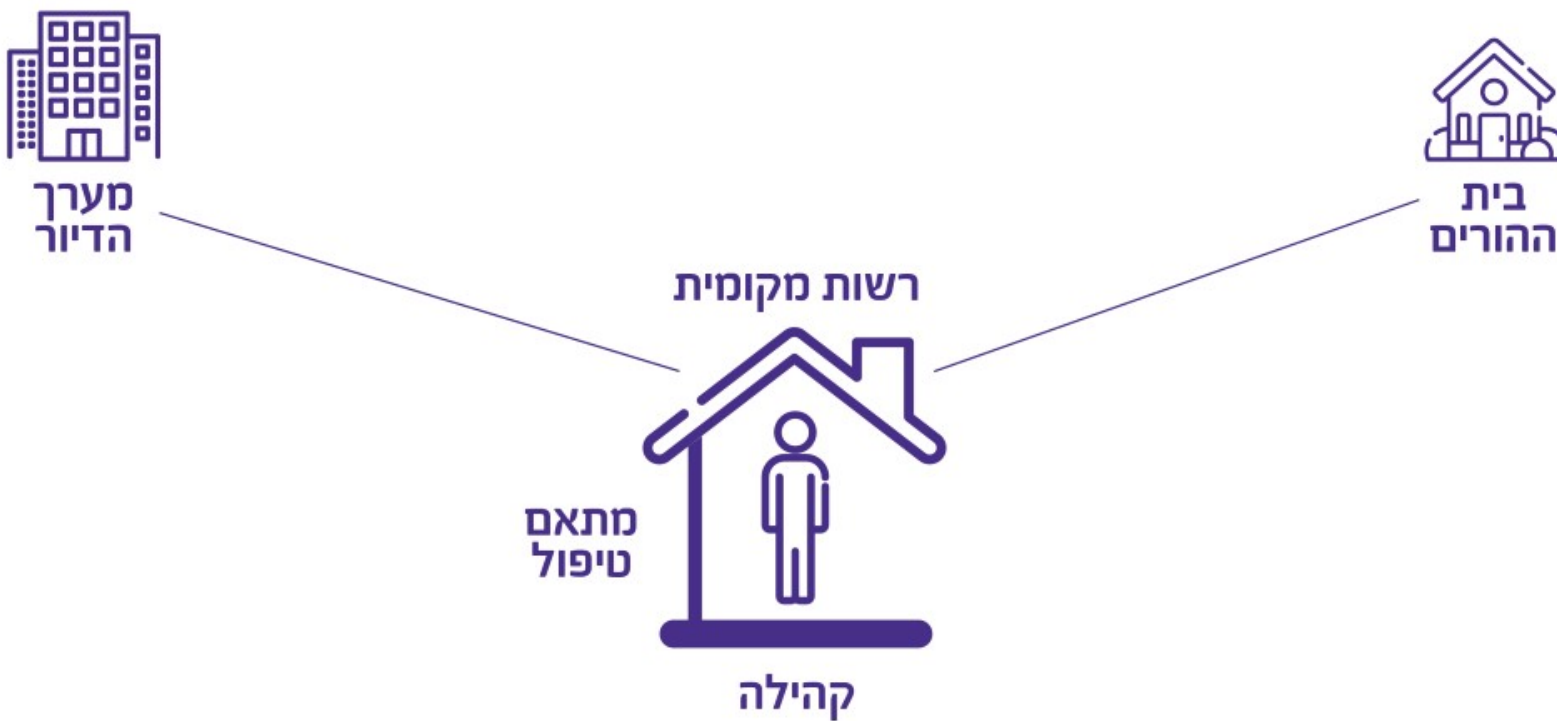 בית
ההורים
מערך
הדיור
רשות מקומית
מתאם
טיפול
קהילה